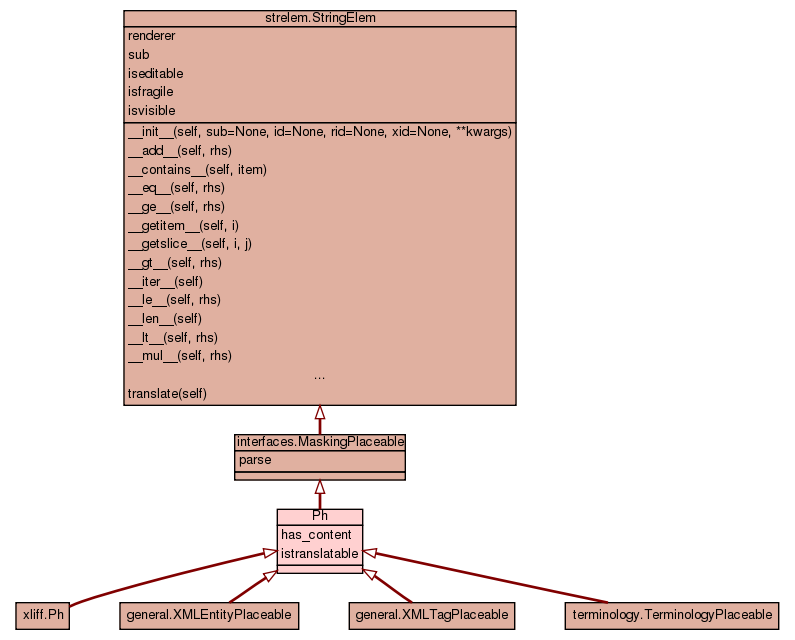 strelem.StringElem
renderer
sub
iseditable
isfragile
isvisible
__init__(self, sub=None, id=None, rid=None, xid=None, **kwargs)
__add__(self, rhs)
__contains__(self, item)
__eq__(self, rhs)
__ge__(self, rhs)
__getitem__(self, i)
__getslice__(self, i, j)
__gt__(self, rhs)
__iter__(self)
__le__(self, rhs)
__len__(self)
__lt__(self, rhs)
__mul__(self, rhs)
...
translate(self)
interfaces.MaskingPlaceable
parse
Ph
has_content
istranslatable
xliff.Ph
general.XMLEntityPlaceable
general.XMLTagPlaceable
terminology.TerminologyPlaceable